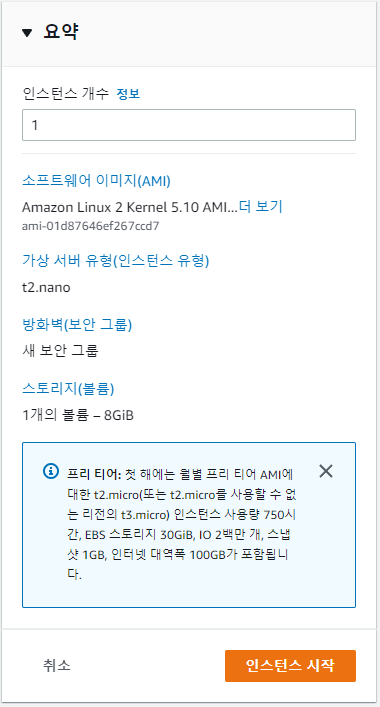 요약
인스턴스 개수 정보
1
소프트웨어 이미지(AMI)
Amazon Linux 2 Kernel 5.10 AMI...더 보기
ami-01d87646ef267ccd7
가상 서버 유형(인스턴스 유형)
t2.nano
방화벽(보안 그룹)
새 보안 그룹
스토리지(볼륨)
1개의 볼륨 – 8GiB
프리 티어: 첫 해에는 월별 프리 티어 AMI에
대한 t2.micro(또는 t2.micro를 사용할 수 없
는 리전의 t3.micro) 인스턴스 사용량 750시
간, EBS 스토리지 30GiB, IO 2백만 개, 스냅
샷 1GB, 인터넷 대역폭 100GB가 포함됩니
다.
취소 인스턴스 시작